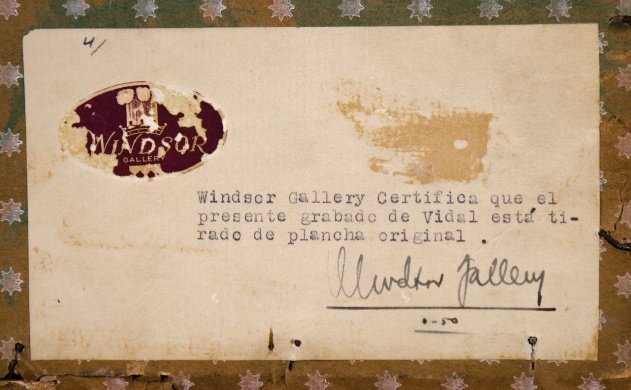 4/
WINDSOR
GALLERY
Windsor Gallery Certifica que el
presente grabado de Vidal está ti-
rado de plancha original .
Windsor Gallery